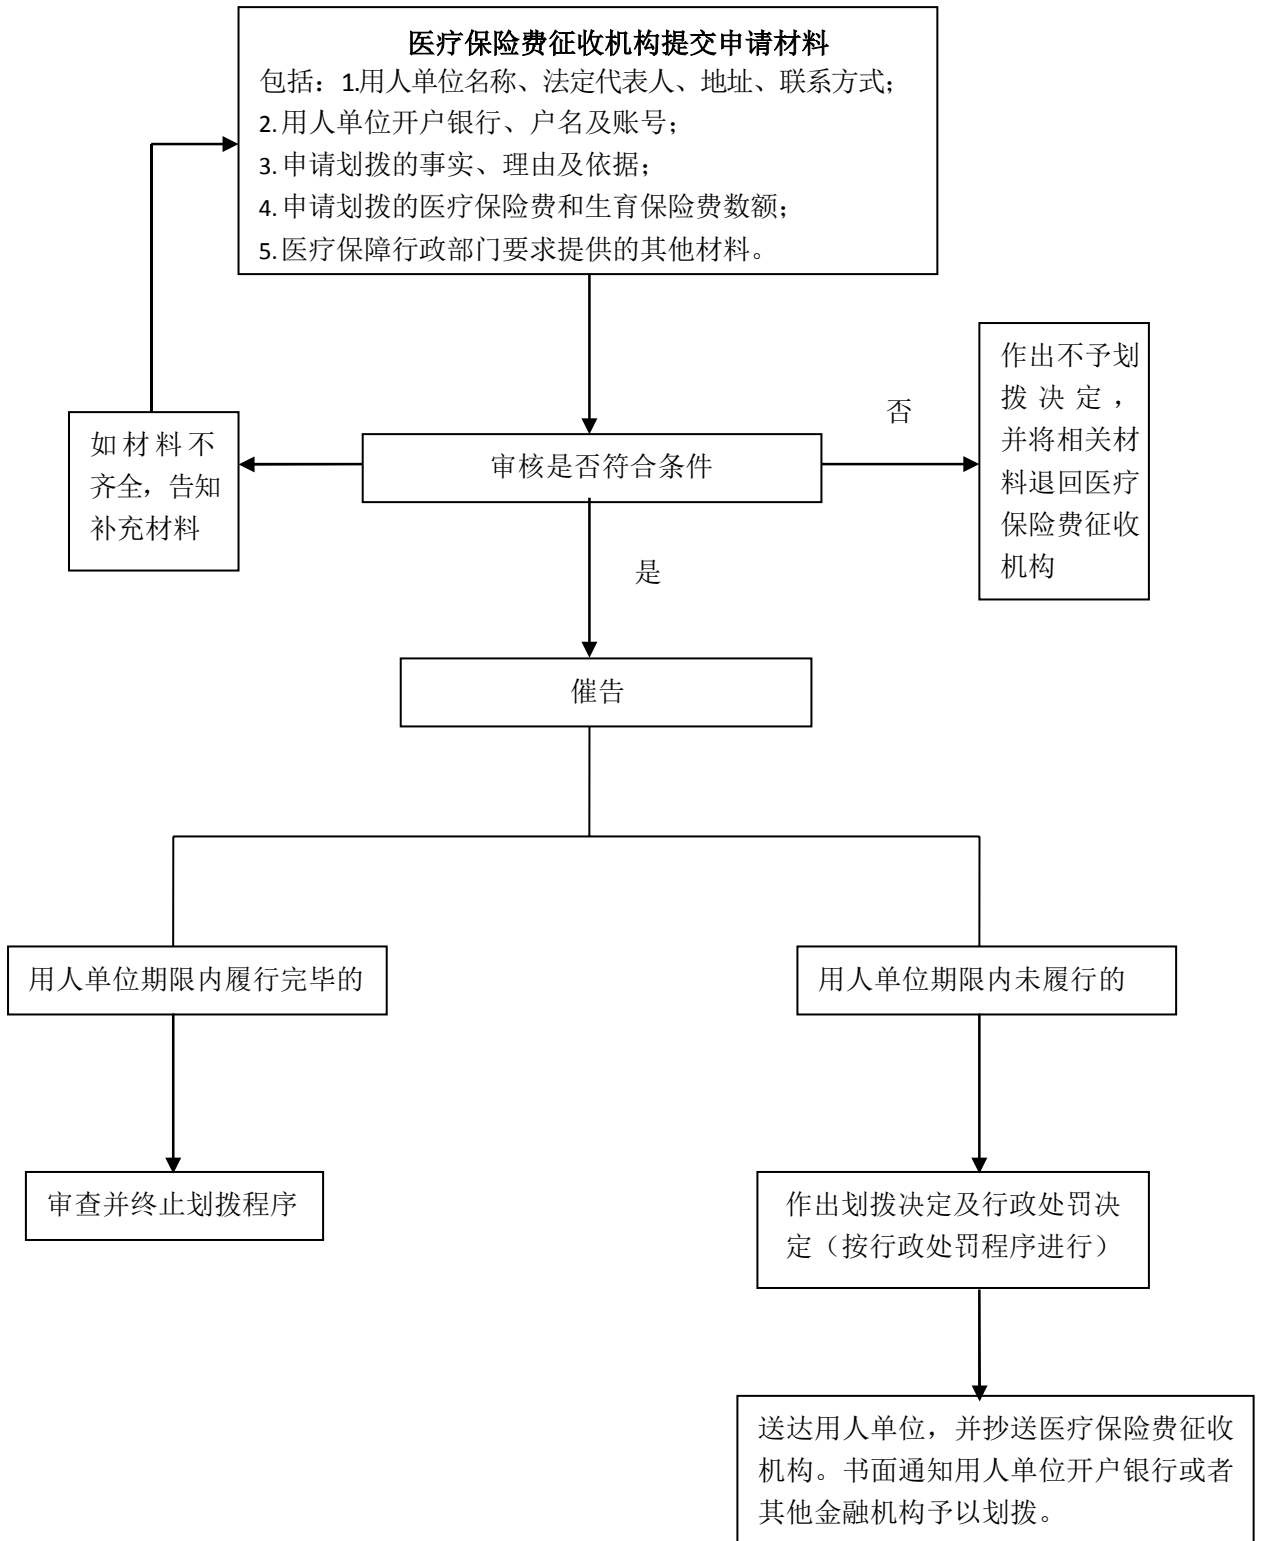 医疗保险费征收机构提交申请材料
包括：1.用人单位名称、法定代表人、地址、联系方式；
2.用人单位开户银行、户名及账号；
3.申请划拨的事实、理由及依据；
4.申请划拨的医疗保险费和生育保险费数额；
5.医疗保障行政部门要求提供的其他材料。
如材料不
齐全，告知
补充材料
审核是否符合条件
否
作出不予划
拨决定，
并将相关材
料退回医疗
保险费征收
机构
是
催告
用人单位期限内履行完毕的
用人单位期限内未履行的
审查并终止划拨程序
作出划拨决定及行政处罚决
定（按行政处罚程序进行）
送达用人单位，并抄送医疗保险费征收
机构。书面通知用人单位开户银行或者
其他金融机构予以划拨。